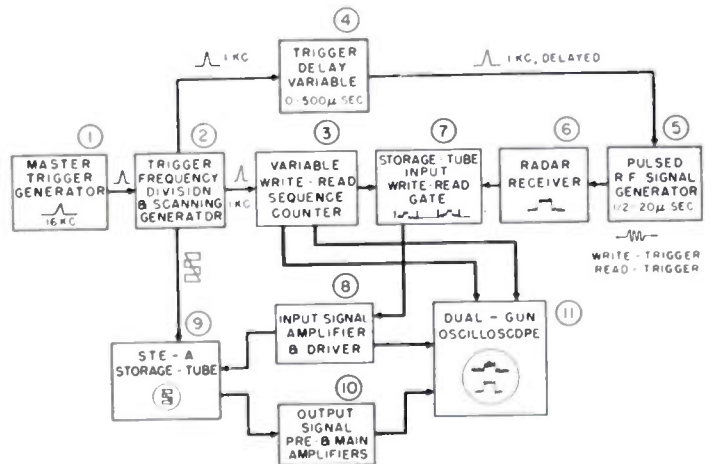 ④
1 KC
TRIGGER
DELAY
VARIABLE
0-500μ SEC
1 KC, DELAYED
①
MASTER
TRIGGER
GENERATOR
16 KC
②
TRIGGER
FREQUENCY
DIVISION
& SCANNING
GENERATOR
1 KC
③
VARIABLE
WRITE-READ
SEQUENCE
COUNTER
⑦
STORAGE-TUBE
INPUT
WRITE-READ
GATE
⑥
RADAR
RECEIVER
⑤
PULSED
RF SIGNAL
GENERATOR
1/2-20μ SEC
WRITE-TRIGGER
READ-TRIGGER
⑧
INPUT SIGNAL
AMPLIFIER
& DRIVER
⑨
STE-A
STORAGE-TUBE
⑩
OUTPUT
SIGNAL
PRE-& MAIN
AMPLIFIERS
⑪
DUAL-GUN
OSCILLOSCOPE